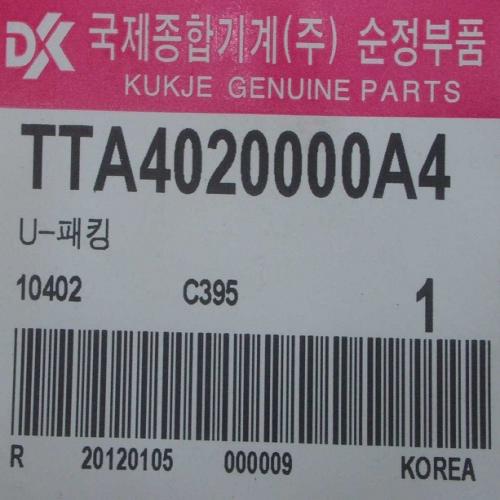 DK 국제종합기계(주) 순정부품
KUKJE GENUINE PARTS
TTA4020000A4
U-패킹
10402 C395 1
R 20120105 000009 KOREA